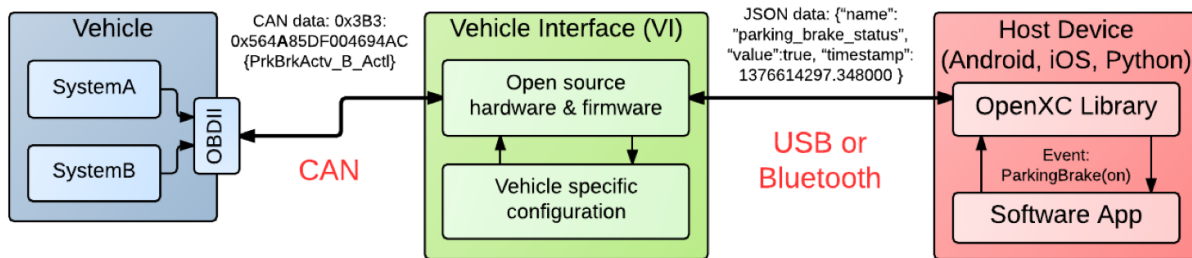 Vehicle
SystemA
SystemB
OBDII
CAN data: 0x3B3:
0x564A85DF004694AC
{PrkBrkActv_B_Actl}
CAN
Vehicle Interface (VI)
Open source
hardware & firmware
Vehicle specific
configuration
JSON data: {“name”:
"parking_brake_status",
“value”:true, “timestamp”:
1376614297.348000 }
USB or
Bluetooth
Host Device
(Android, iOS, Python)
OpenXC Library
Event:
ParkingBrake(on)
Software App